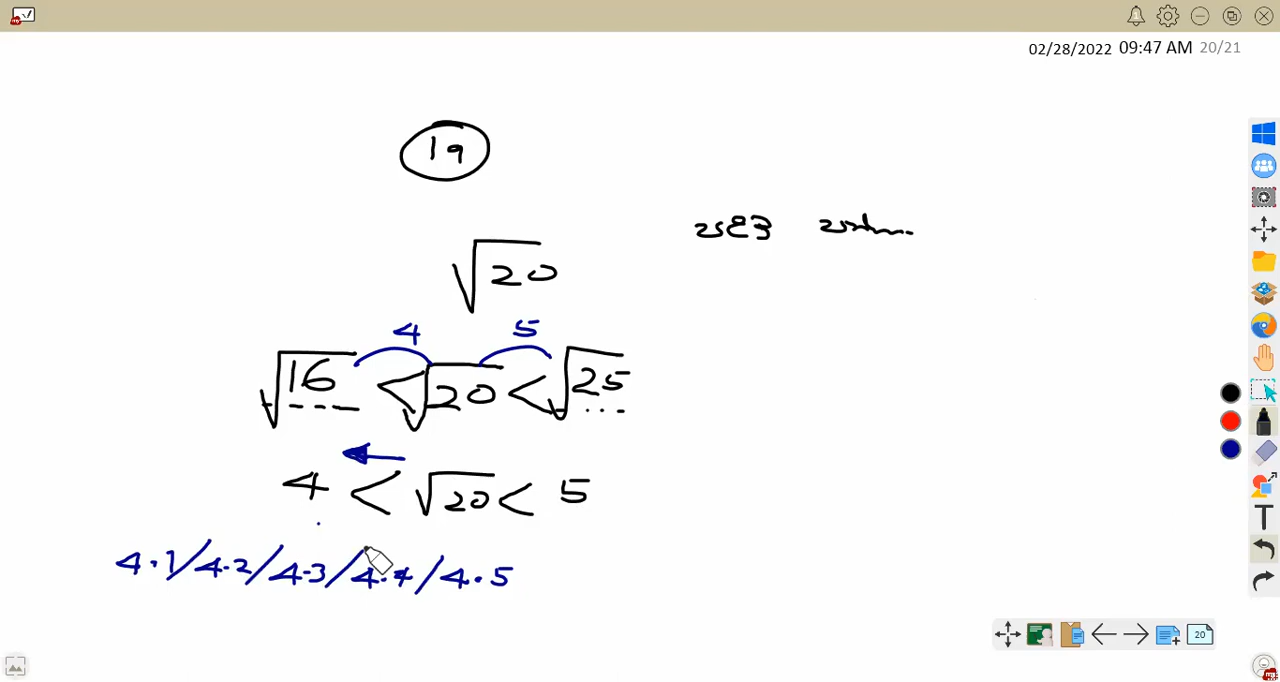 02/28/2022 09:47 AM 20/21
19
√20
4 5
√16 < √20 < √25
4 < √20 < 5
4.1/4.2/4.3/4.4/4.5
20